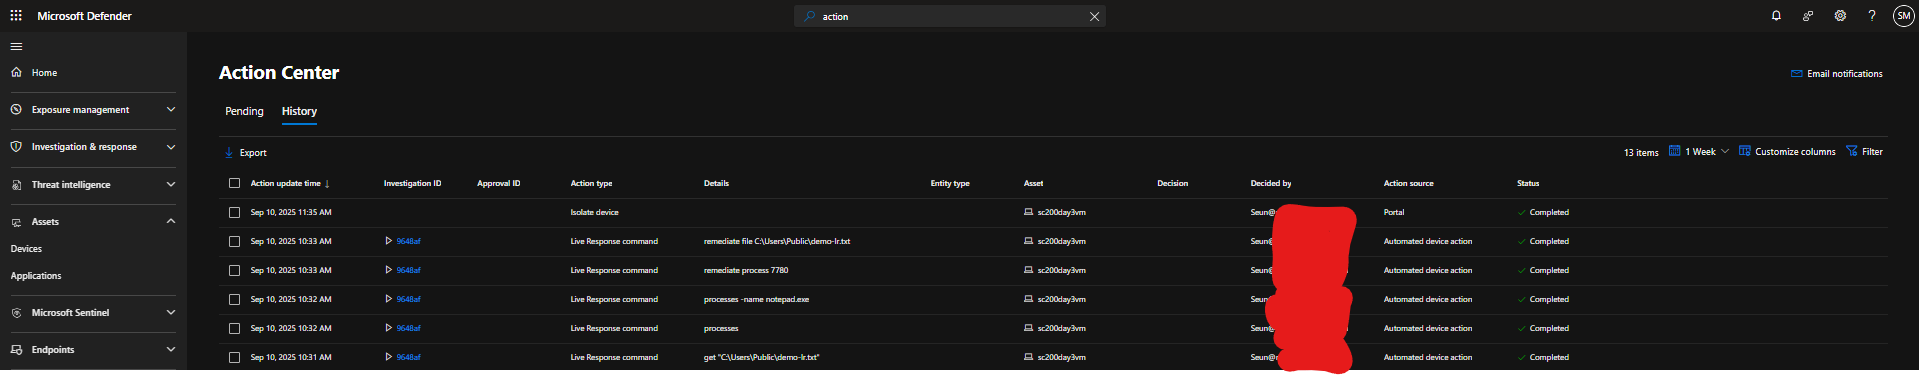 Microsoft Defender
action
SM
Home
Exposure management
Investigation & response
Threat intelligence
Assets
Devices
Applications
Microsoft Sentinel
Endpoints
Action Center
Email notifications
Pending History
Export
13 items 1 Week Customize columns Filter
Action update time ↓ Investigation ID Approval ID Action type Details Entity type Asset Decision Decided by Action source Status
Sep 10, 2025 11:35 AM Isolate device sc200day3vm Seun@ Portal Completed
Sep 10, 2025 10:33 AM 9648af Live Response command remediate file C:\Users\Public\demo-lr.txt sc200day3vm Seun@ Automated device action Completed
Sep 10, 2025 10:33 AM 9648af Live Response command remediate process 7780 sc200day3vm Seun@ Automated device action Completed
Sep 10, 2025 10:32 AM 9648af Live Response command processes -name notepad.exe sc200day3vm Seun@ Automated device action Completed
Sep 10, 2025 10:32 AM 9648af Live Response command processes sc200day3vm Seun@ Automated device action Completed
Sep 10, 2025 10:31 AM 9648af Live Response command get "C:\Users\Public\demo-lr.txt" sc200day3vm Seun@ Automated device action Completed